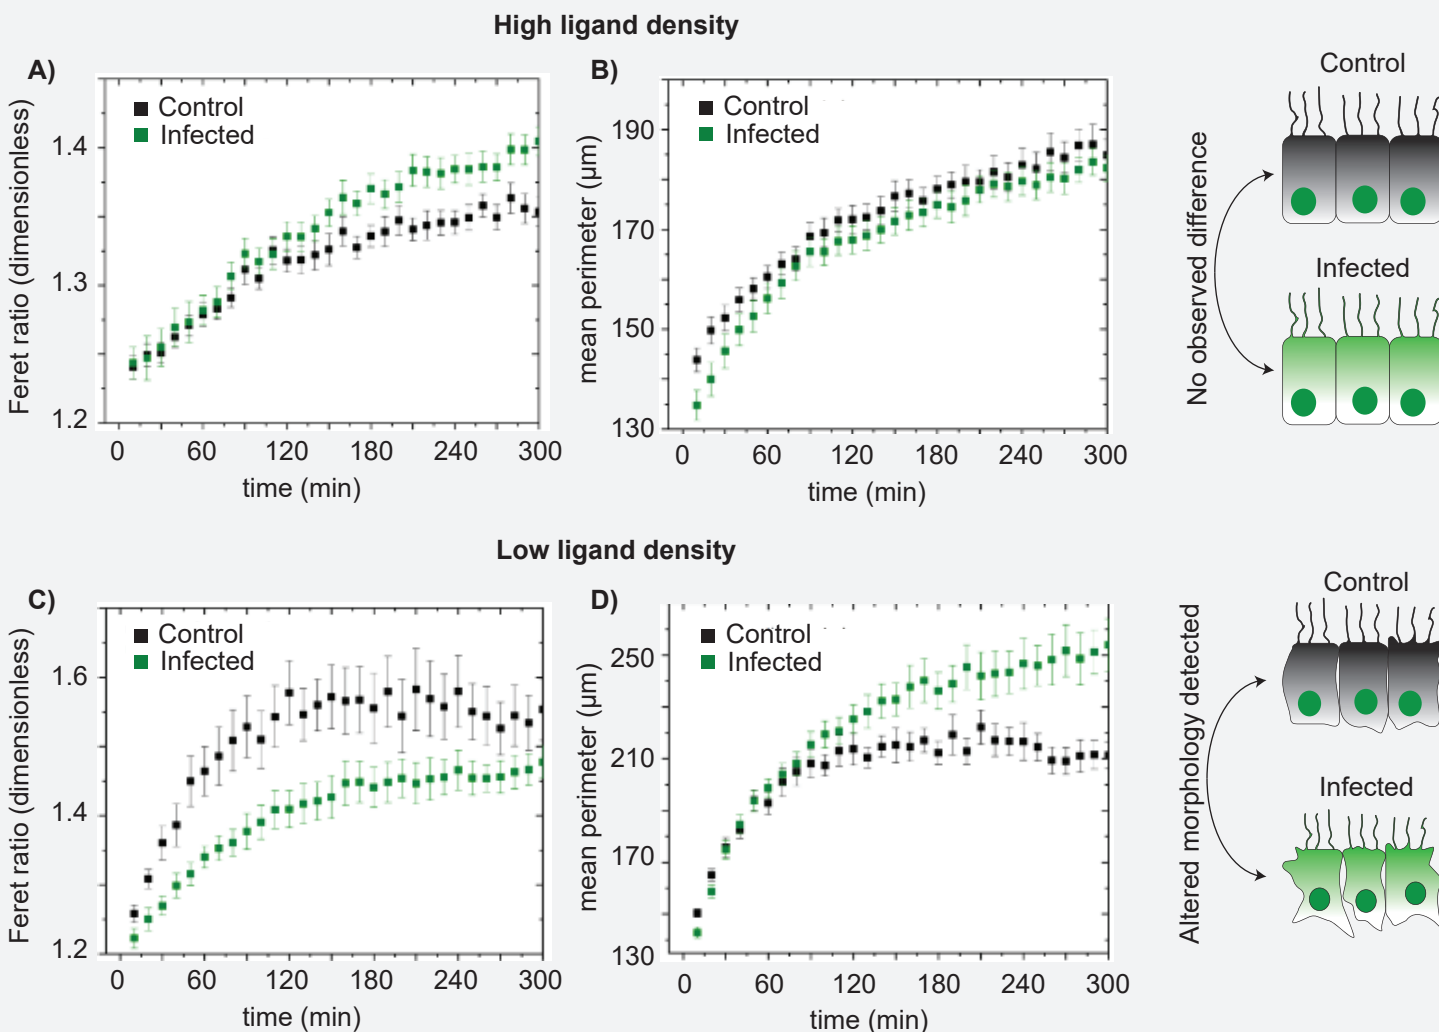 High ligand density
A)
Control
Infected
Feret ratio (dimensionless)
1.4
1.3
1.2
0 60 120 180 240 300
time (min)
B)
Control
Infected
mean perimeter (µm)
190
170
150
130
0 60 120 180 240 300
time (min)
Control
No observed difference
Infected
Low ligand density
C)
Control
Infected
Feret ratio (dimensionless)
1.6
1.4
1.2
0 60 120 180 240 300
time (min)
D)
Control
Infected
mean perimeter (µm)
250
210
170
130
0 60 120 180 240 300
time (min)
Control
Altered morphology detected
Infected